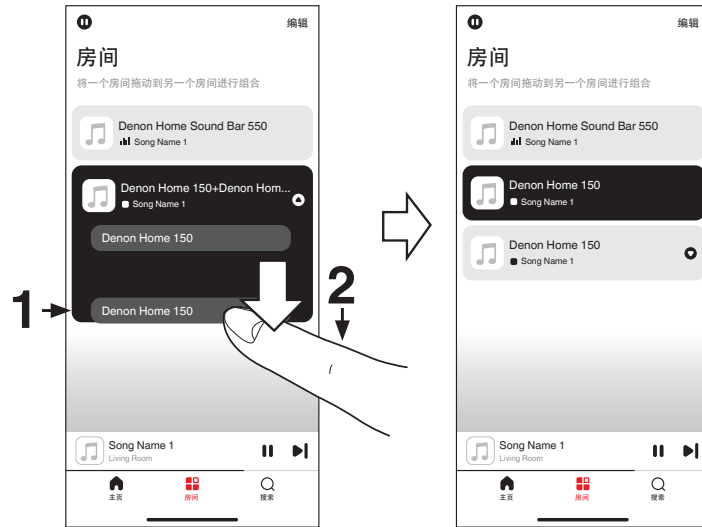 编辑
房间
将一个房间拖动到另一个房间进行组合
Denon Home Sound Bar 550
Song Name 1
Denon Home 150+Denon Hom...
Song Name 1
Denon Home 150
Denon Home 150
1
2
Song Name 1
Living Room
主页
房间
搜索
编辑
房间
将一个房间拖动到另一个房间进行组合
Denon Home Sound Bar 550
Song Name 1
Denon Home 150
Song Name 1
Denon Home 150
Song Name 1
Song Name 1
Living Room
主页
房间
搜索